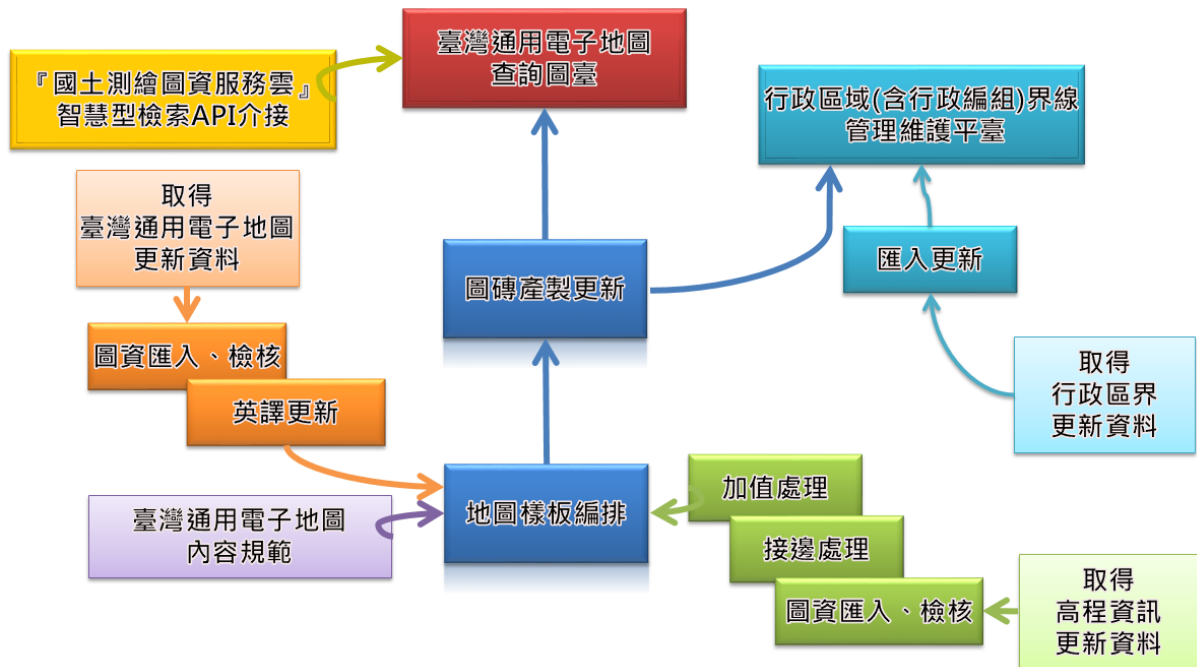 臺灣通用電子地圖
查詢圖臺
『國土測繪圖資服務雲』
智慧型檢索API介接
行政區域(含行政編組)界線
管理維護平臺
取得
臺灣通用電子地圖
更新資料
圖磚產製更新
匯入更新
圖資匯入、檢核
英譯更新
取得
行政區界
更新資料
臺灣通用電子地圖
內容規範
地圖樣板編排
加值處理
接邊處理
圖資匯入、檢核
取得
高程資訊
更新資料